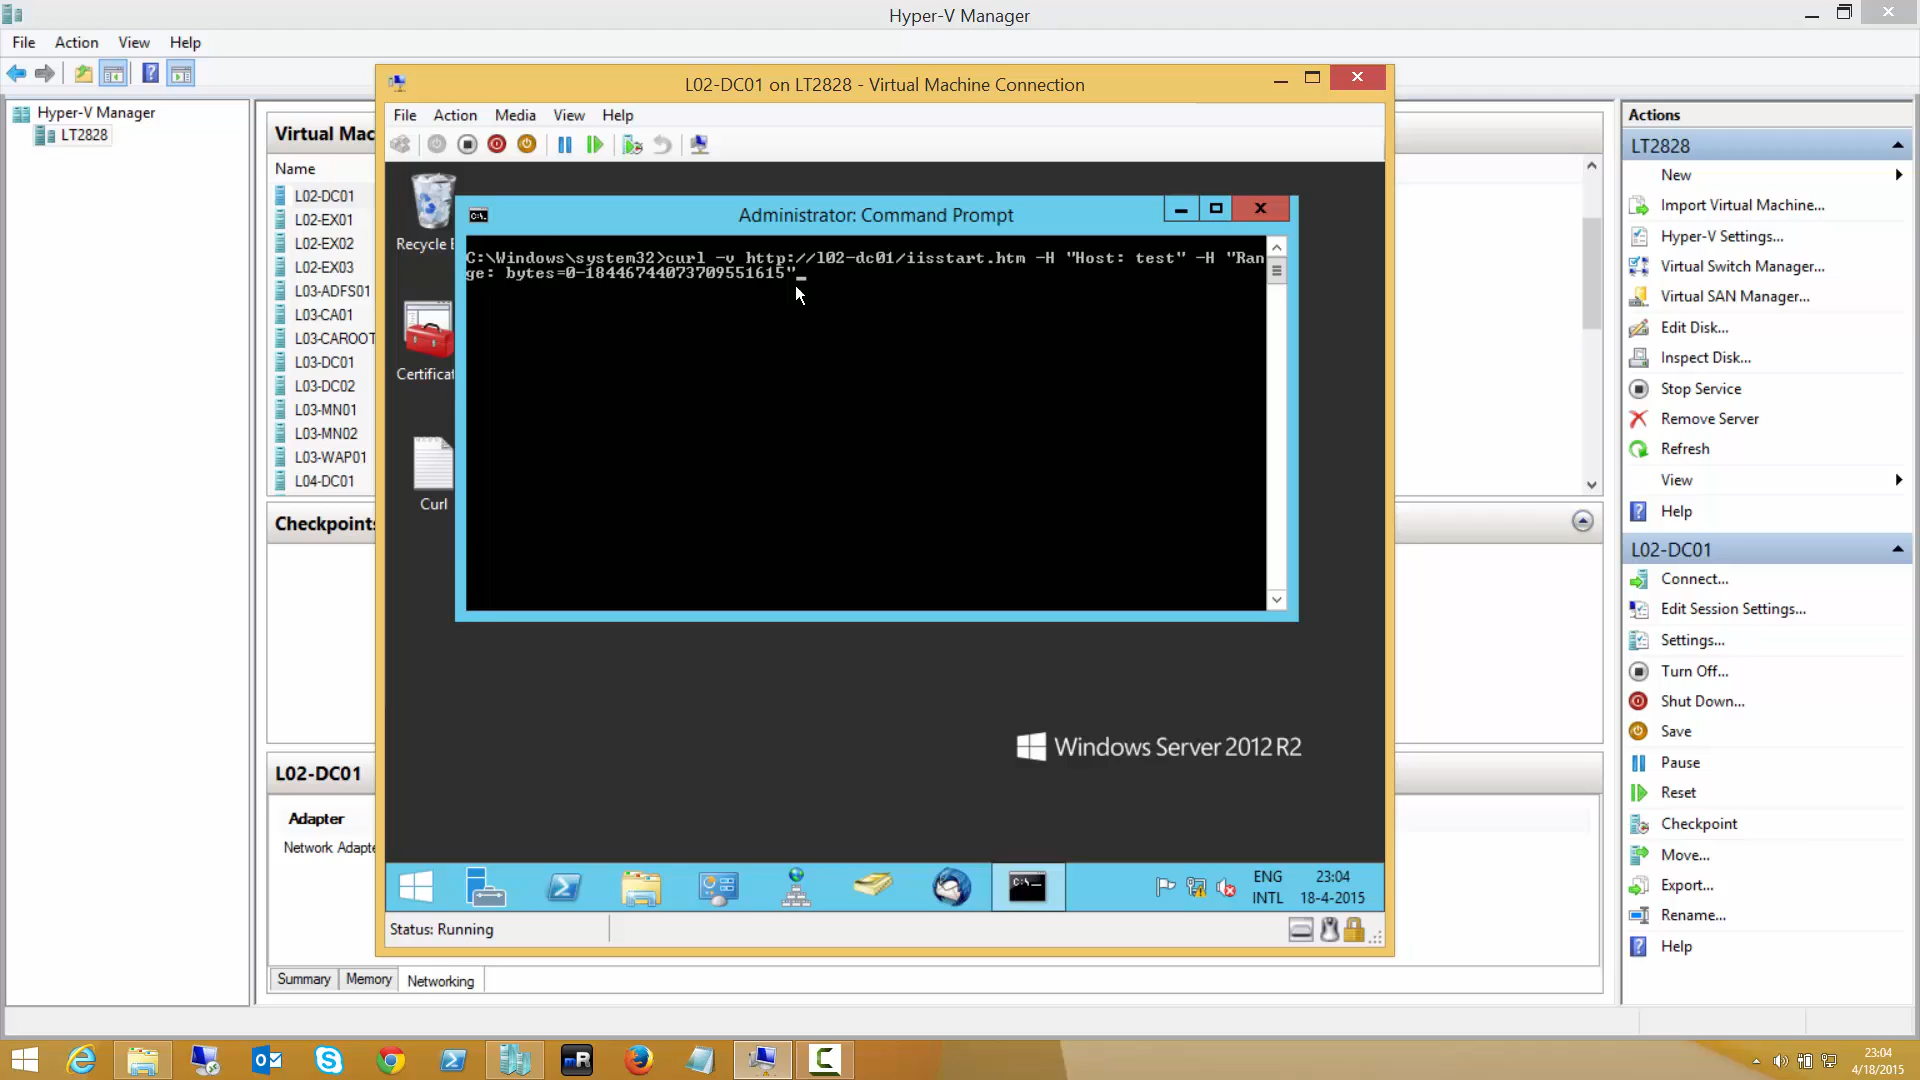 Hyper-V Manager
File Action View Help
Hyper-V Manager
LT2828
Virtual Mac
Name
L02-DC01
L02-EX01
L02-EX02
L02-EX03
L03-ADFS01
L03-CA01
L03-CAROOT
L03-DC01
L03-DC02
L03-MN01
L03-MN02
L03-WAP01
L04-DC01
Checkpoints
L02-DC01
Adapter
Network Adapte
Summary Memory Networking
L02-DC01 on LT2828 - Virtual Machine Connection
File Action Media View Help
Recycle B
Certificat
Curl
Administrator: Command Prompt
C:\Windows\system32>curl -v http://l02-dc01/iisstart.htm -H "Host: test" -H "Ran
ge: bytes=0-18446744073709551615"_
Windows Server 2012 R2
ENG 23:04
INTL 18-4-2015
Status: Running
Actions
LT2828
New
Import Virtual Machine...
Hyper-V Settings...
Virtual Switch Manager...
Virtual SAN Manager...
Edit Disk...
Inspect Disk...
Stop Service
Remove Server
Refresh
View
Help
L02-DC01
Connect...
Edit Session Settings...
Settings...
Turn Off...
Shut Down...
Save
Pause
Reset
Checkpoint
Move...
Export...
Rename...
Help
23:04
4/18/2015